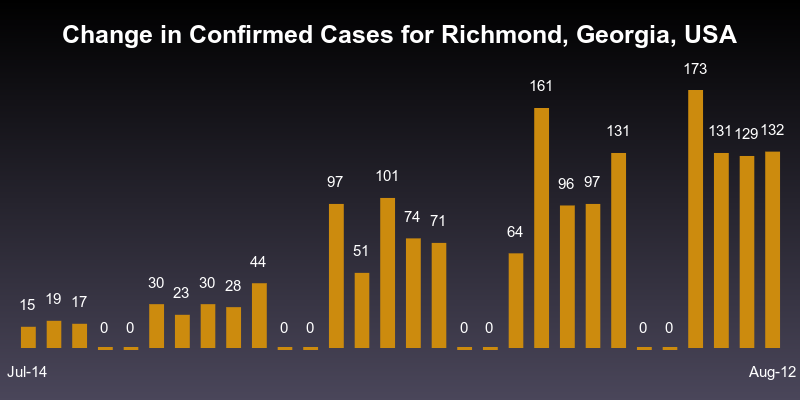 Change in Confirmed Cases for Richmond, Georgia, USA
15 19 17 0 0 30 23 30 28 44 0 0 97 51 101 74 71 0 0 64 161 96 97 131 0 0 173 131 129 132
Jul-14 Aug-12